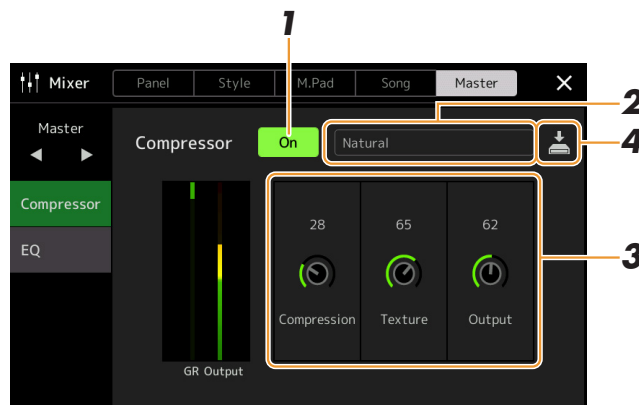 1
Mixer Panel Style M.Pad Song Master
2
Master Compressor On Natural
4
Compressor
28 65 62
EQ
3
Compression Texture Output
GR Output